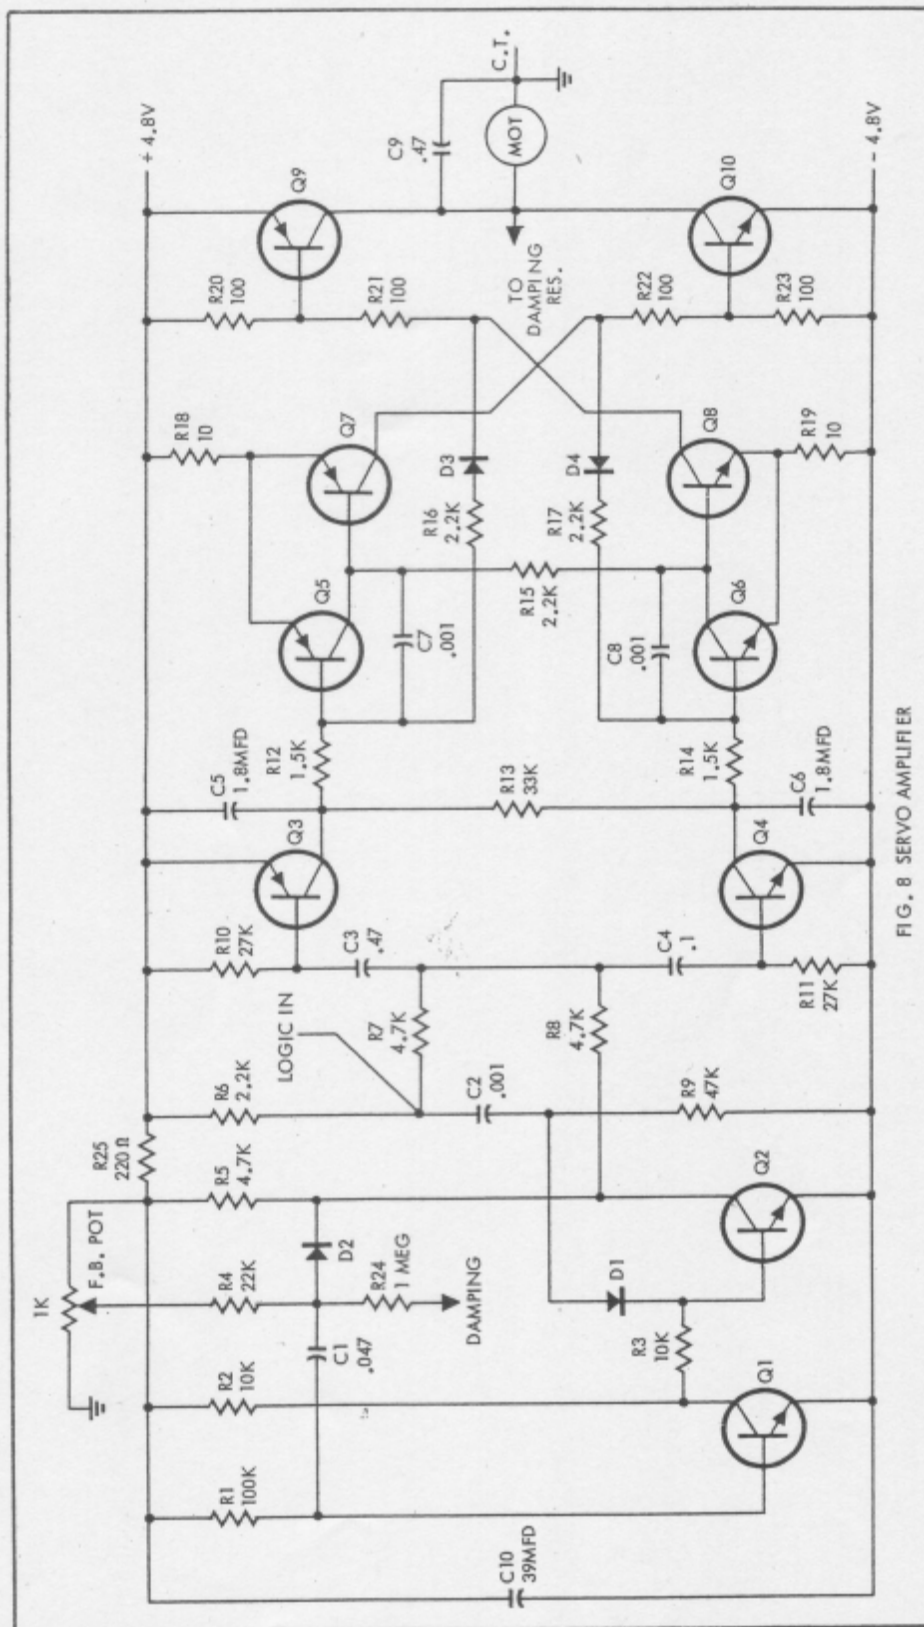 + 4.8V
C.T.
C9
.47
MOT
- 4.8V
Q9
Q10
R20
100
R21
100
TO
DAMPING
RES.
R22
100
R23
100
R18
10
Q7
D3
R16
2.2K
D4
R17
2.2K
Q8
R19
10
Q5
C7
.001
R15
2.2K
C8
.001
Q6
C5
1.8MFD
R12
1.5K
R13
33K
R14
1.5K
C6
1.8MFD
Q3
Q4
R10
27K
C3
.47
C4
.1
R11
27K
LOGIC IN
R7
4.7K
R8
4.7K
R6
2.2K
C2
.001
R9
47K
R25
220Ω
R5
4.7K
Q2
1K
F.B. POT
R4
22K
D2
R24
1 MEG
DAMPING
D1
R3
10K
R2
10K
C1
.047
Q1
R1
100K
C10
39MFD
FIG. 8 SERVO AMPLIFIER